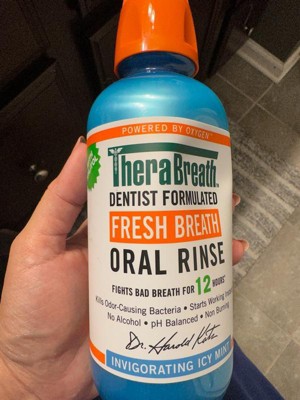 POWERED BY OXYGEN
TheraBreath
DENTIST FORMULATED
FRESH BREATH
ORAL RINSE
FIGHTS BAD BREATH FOR 12 HOURS
Kills Odor-Causing Bacteria • Starts Working
No Alcohol • pH Balanced • Non Burning
Dr. Harold Katz
INVIGORATING ICY MINT